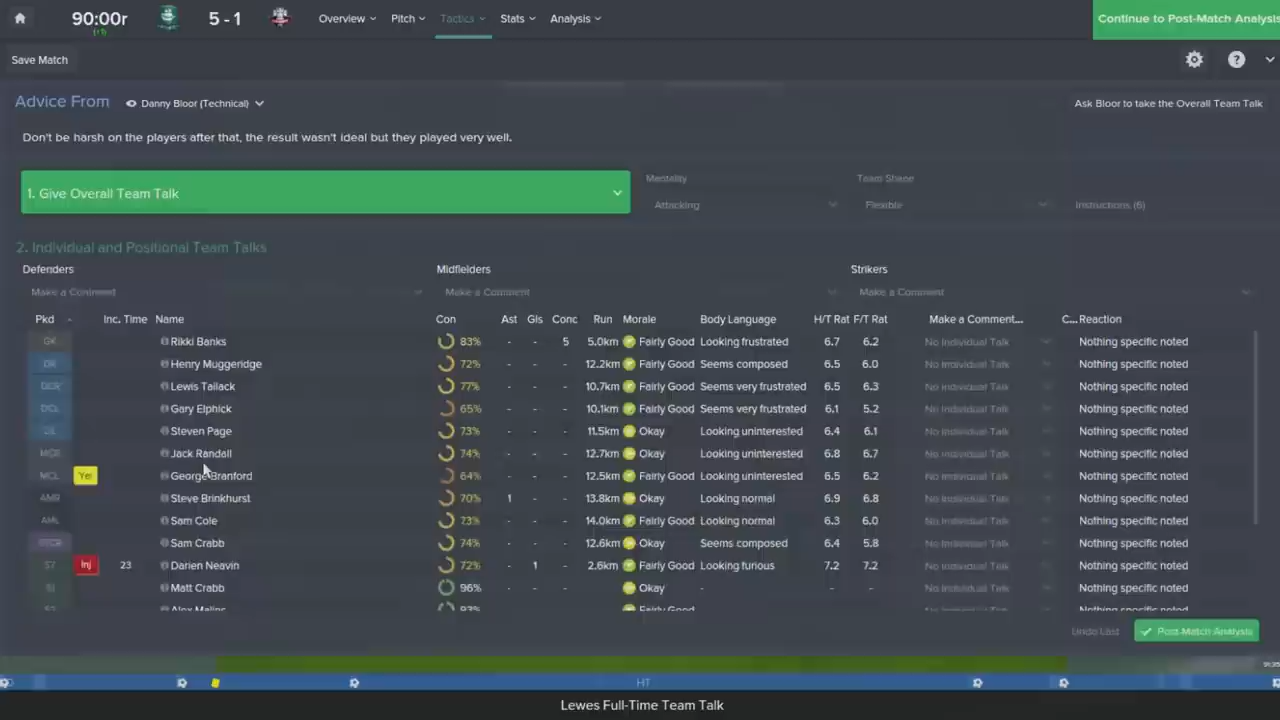 90:00r 5 - 1 Overview Pitch Tactics Stats Analysis Continue to Post-Match Analysis
Save Match
Advice From Danny Bloor (Technical) Ask Bloor to take the Overall Team Talk
Don't be harsh on the players after that, the result wasn't ideal but they played very well.
1. Give Overall Team Talk
Mentality Team Shape
Attacking Flexible Instructions (6)
2. Individual and Positional Team Talks
Defenders Midfielders Strikers
Make a Comment Make a Comment Make a Comment
Pkd Inc. Time Name Con Ast Gls Conc Run Morale Body Language H/T Rat F/T Rat Make a Comment... C... Reaction
GK Rikki Banks 83% - - 5 5.0km Fairly Good Looking frustrated 6.7 6.2 No Individual Talk Nothing specific noted
DR Henry Muggeridge 72% - - - 12.2km Fairly Good Seems composed 6.5 6.0 No Individual Talk Nothing specific noted
DCR Lewis Tallack 77% - - - 10.7km Fairly Good Seems very frustrated 6.5 6.3 No Individual Talk Nothing specific noted
DCL Gary Elphick 65% - - - 10.1km Fairly Good Seems very frustrated 6.1 5.2 No Individual Talk Nothing specific noted
DL Steven Page 73% - - - 11.5km Okay Looking uninterested 6.4 6.1 No Individual Talk Nothing specific noted
MCR Jack Randall 74% - - - 12.7km Okay Looking uninterested 6.8 6.7 No Individual Talk Nothing specific noted
MCL Yel George Branford 64% - - - 12.5km Fairly Good Looking uninterested 6.5 6.2 No Individual Talk Nothing specific noted
AMR Steve Brinkhurst 70% 1 - - 13.8km Okay Looking normal 6.9 6.8 No Individual Talk Nothing specific noted
AML Sam Cole 73% - - - 14.0km Fairly Good Looking normal 6.3 6.0 No Individual Talk Nothing specific noted
STCR Sam Crabb 74% - - - 12.6km Okay Seems composed 6.4 5.8 No Individual Talk Nothing specific noted
S7 Inj 23 Darien Neavin 72% - 1 - 2.6km Fairly Good Looking furious 7.2 7.2 No Individual Talk Nothing specific noted
S1 Matt Crabb 96% Okay - - - No Individual Talk Nothing specific noted
S2 Alex Malins 93% Fairly Good No Individual Talk Nothing specific noted
Undo Last Post-Match Analysis
HT
Lewes Full-Time Team Talk